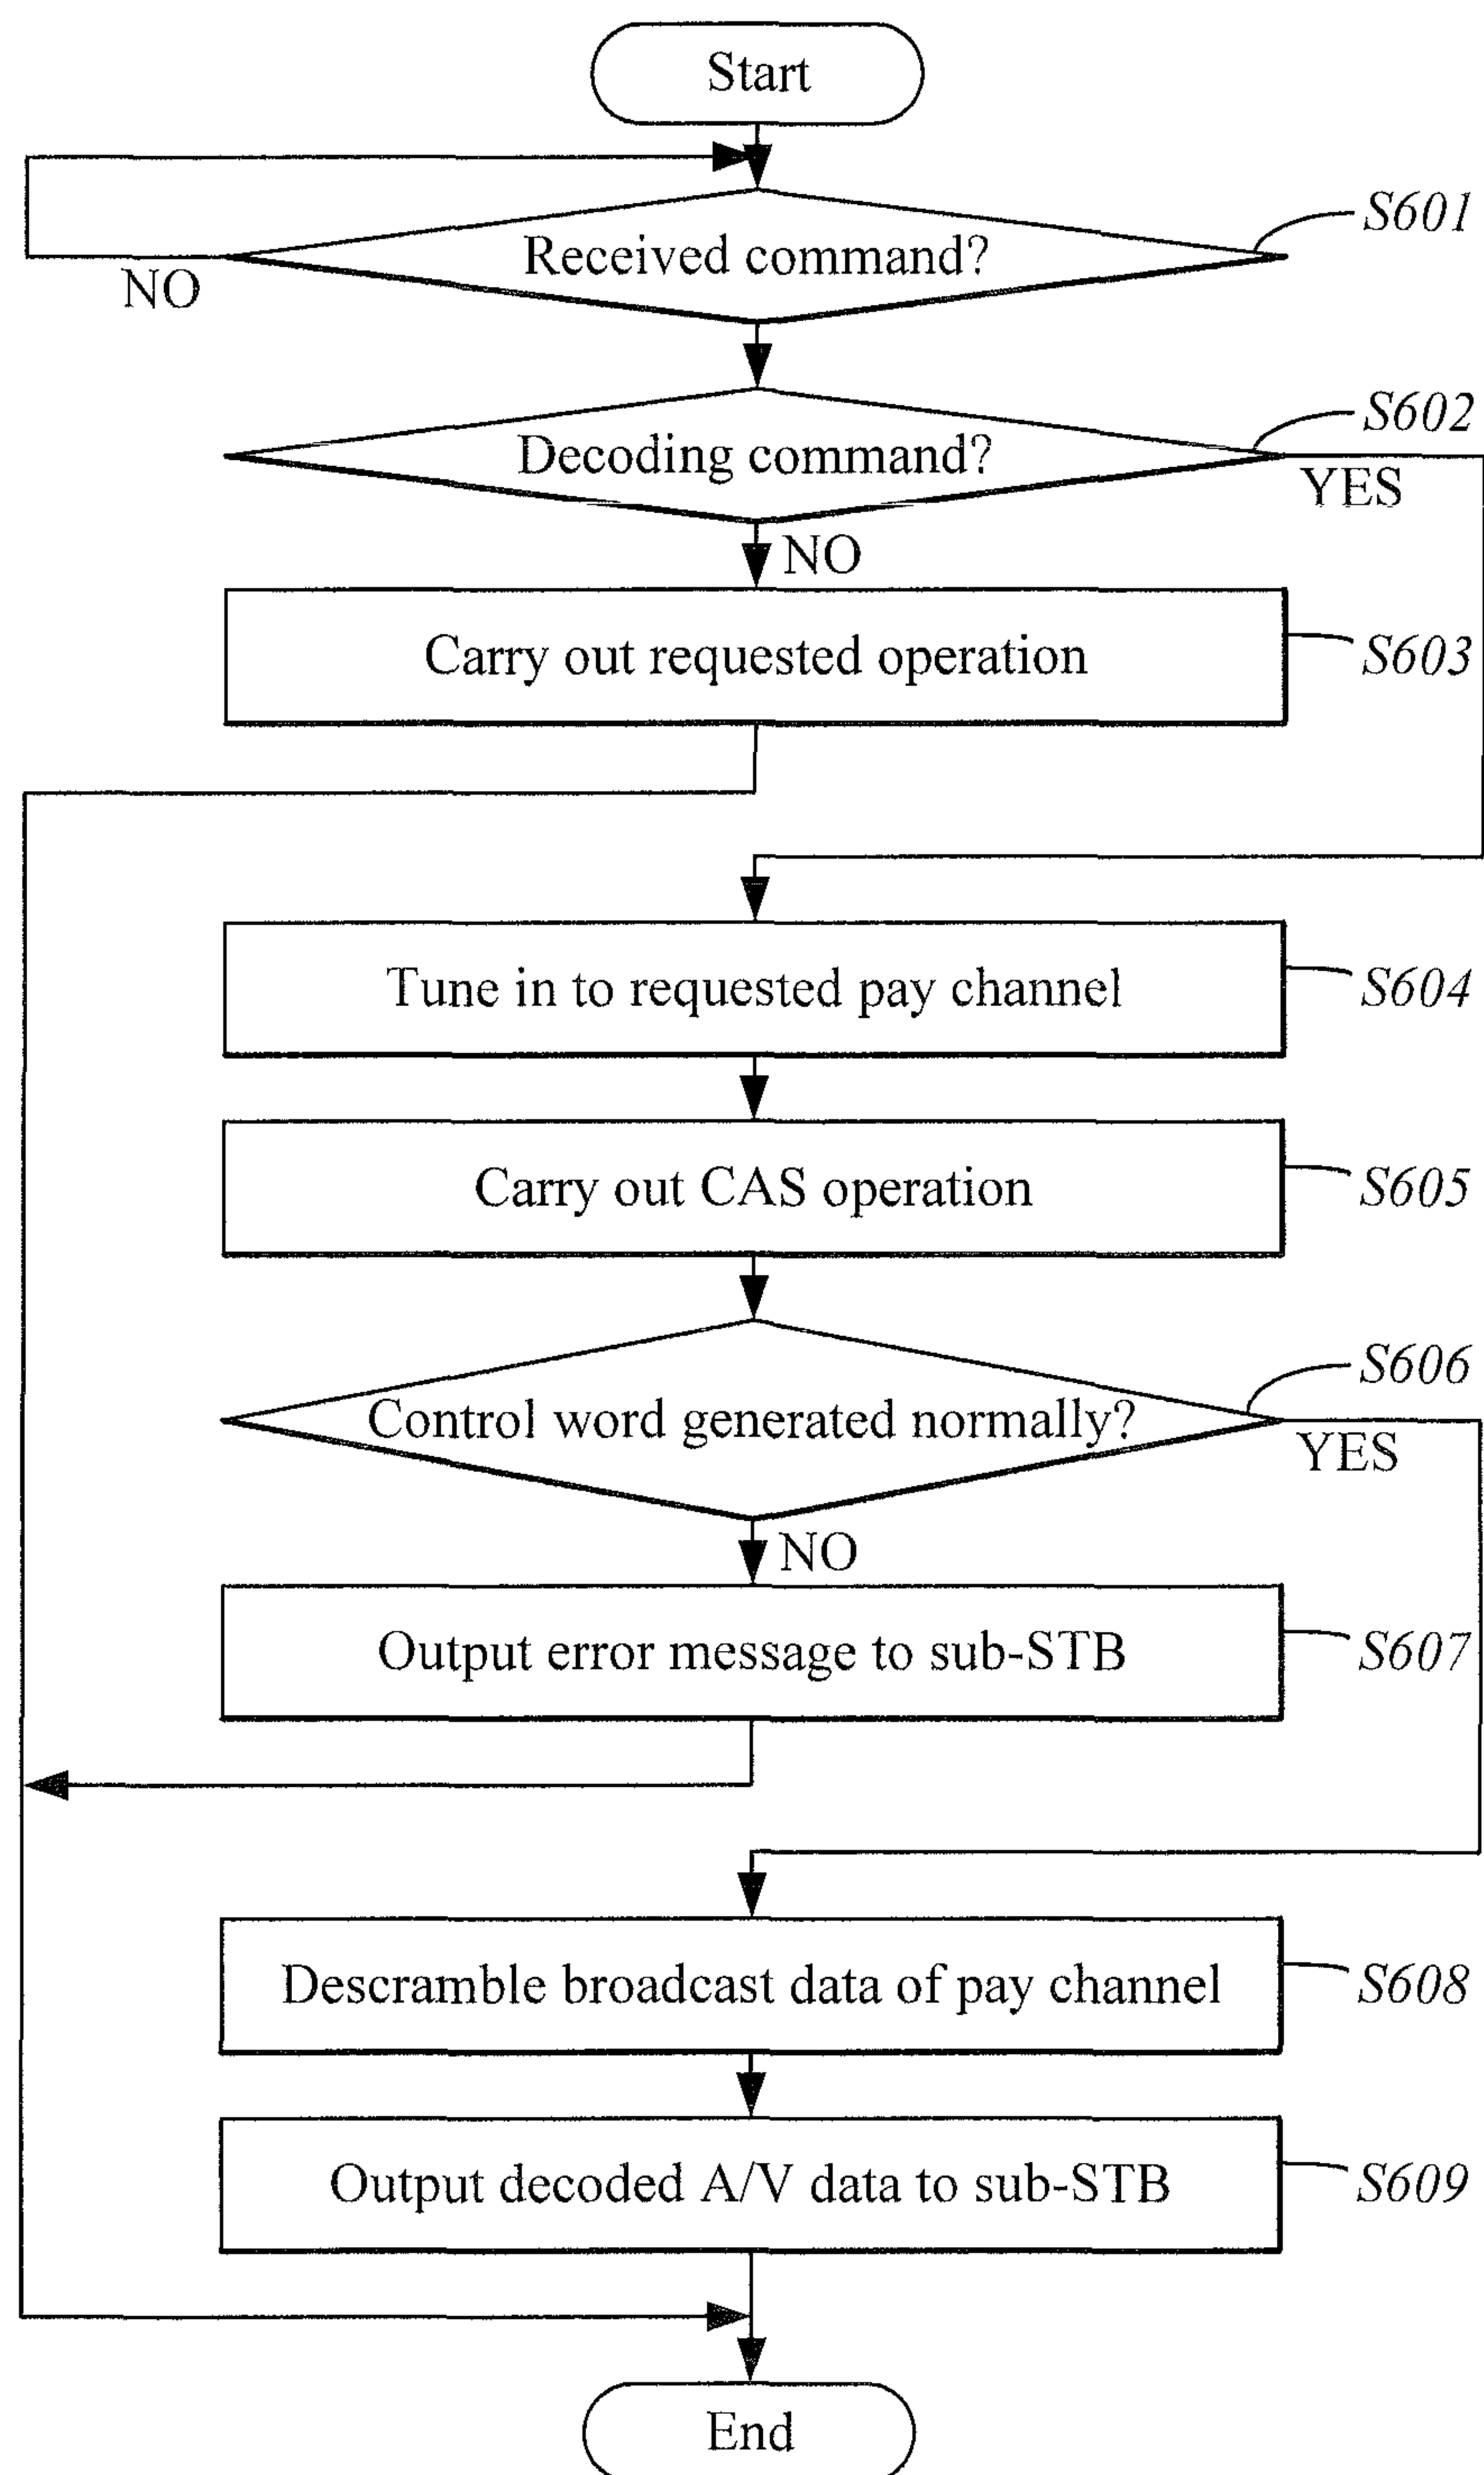 Start
Received command?
S601
NO
Decoding command?
S602
YES
NO
Carry out requested operation
S603
Tune in to requested pay channel
S604
Carry out CAS operation
S605
Control word generated normally?
S606
YES
NO
Output error message to sub-STB
S607
Descramble broadcast data of pay channel
S608
Output decoded A/V data to sub-STB
S609
End